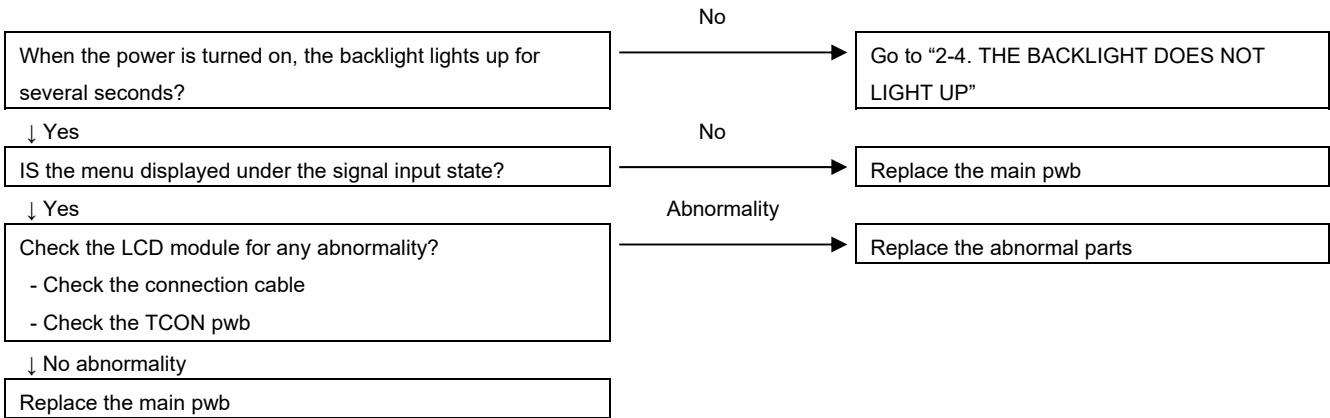 No
When the power is turned on, the backlight lights up for
several seconds?
Go to “2-4. THE BACKLIGHT DOES NOT
LIGHT UP”
↓ Yes
No
IS the menu displayed under the signal input state?
Replace the main pwb
↓ Yes
Abnormality
Check the LCD module for any abnormality?
- Check the connection cable
- Check the TCON pwb
Replace the abnormal parts
↓ No abnormality
Replace the main pwb